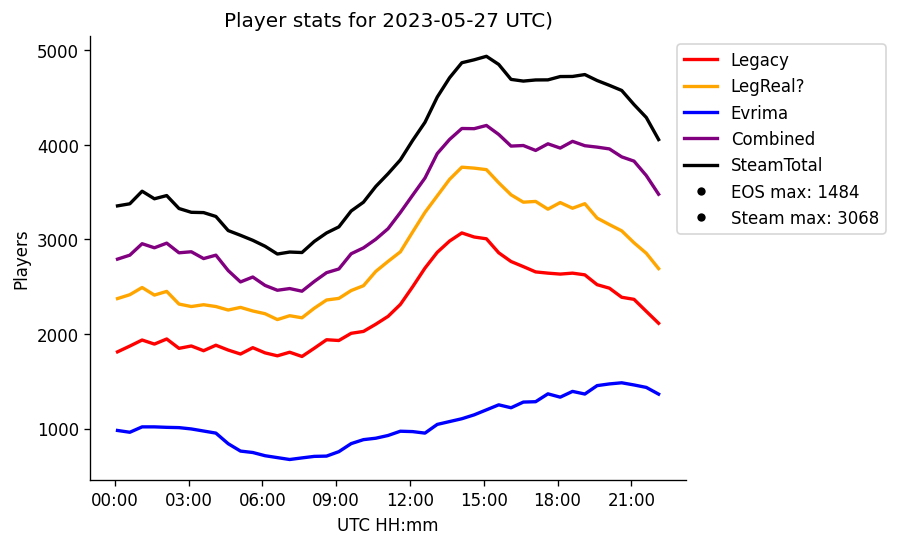 Player stats for 2023-05-27 UTC)
Players
5000
4000
3000
2000
1000
00:00 03:00 06:00 09:00 12:00 15:00 18:00 21:00
UTC HH:mm
Legacy
LegReal?
Evrima
Combined
SteamTotal
EOS max: 1484
Steam max: 3068